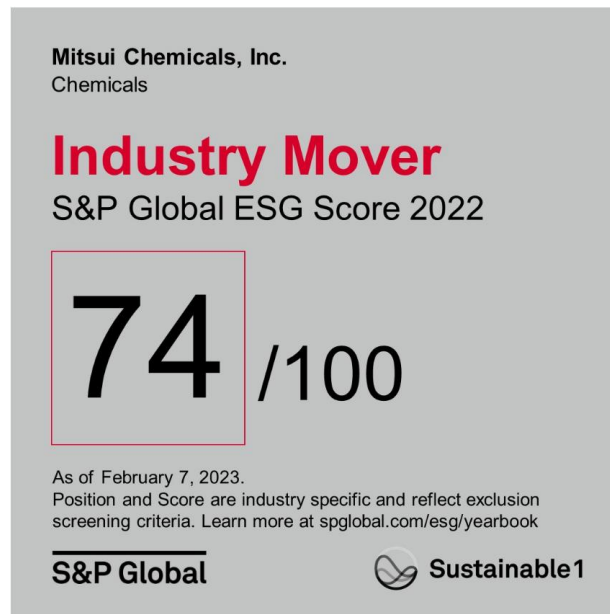 Mitsui Chemicals, Inc.
Chemicals
Industry Mover
S&P Global ESG Score 2022
74 /100
As of February 7, 2023.
Position and Score are industry specific and reflect exclusion
screening criteria. Learn more at spglobal.com/esg/yearbook
S&P Global
Sustainable1